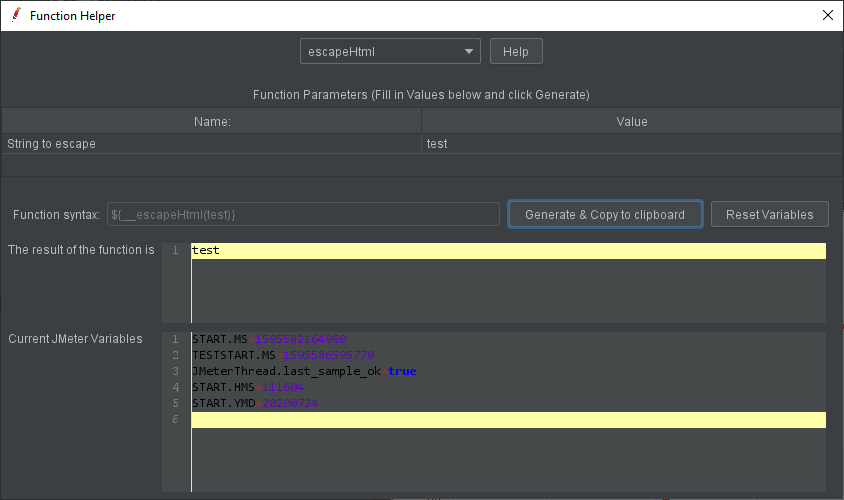 Function Helper
escapeHtml
Help
Function Parameters (Fill in Values below and click Generate)
Name: Value
String to escape test
Function syntax: ${__escapeHtml(test)} Generate & Copy to clipboard Reset Variables
The result of the function is 1 test
Current JMeter Variables 1 START.MS=1595582164960
2 TESTSTART.MS=1595586595770
3 JMeterThread.last_sample_ok=true
4 START.HMS=111604
5 START.YMD=20200724
6